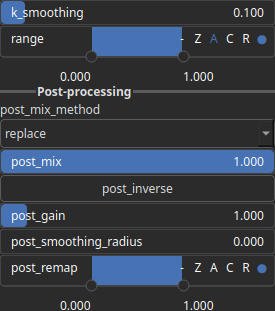 k_smoothing 0.100
range - Z A C R
0.000 1.000
Post-processing
post_mix_method
replace
post_mix 1.000
post_inverse
post_gain 1.000
post_smoothing_radius 0.000
post_remap - Z A C R
0.000 1.000